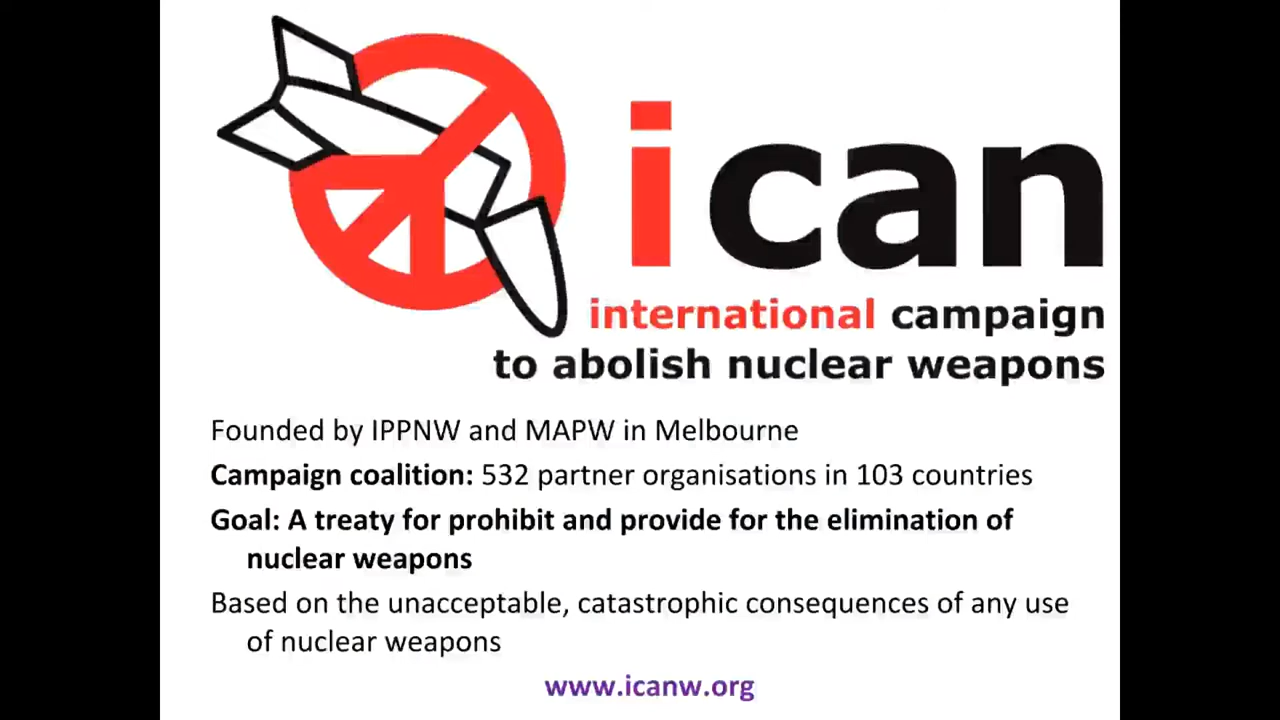 ican
international campaign
to abolish nuclear weapons
Founded by IPPNW and MAPW in Melbourne
Campaign coalition: 532 partner organisations in 103 countries
Goal: A treaty for prohibit and provide for the elimination of
nuclear weapons
Based on the unacceptable, catastrophic consequences of any use
of nuclear weapons
www.icanw.org